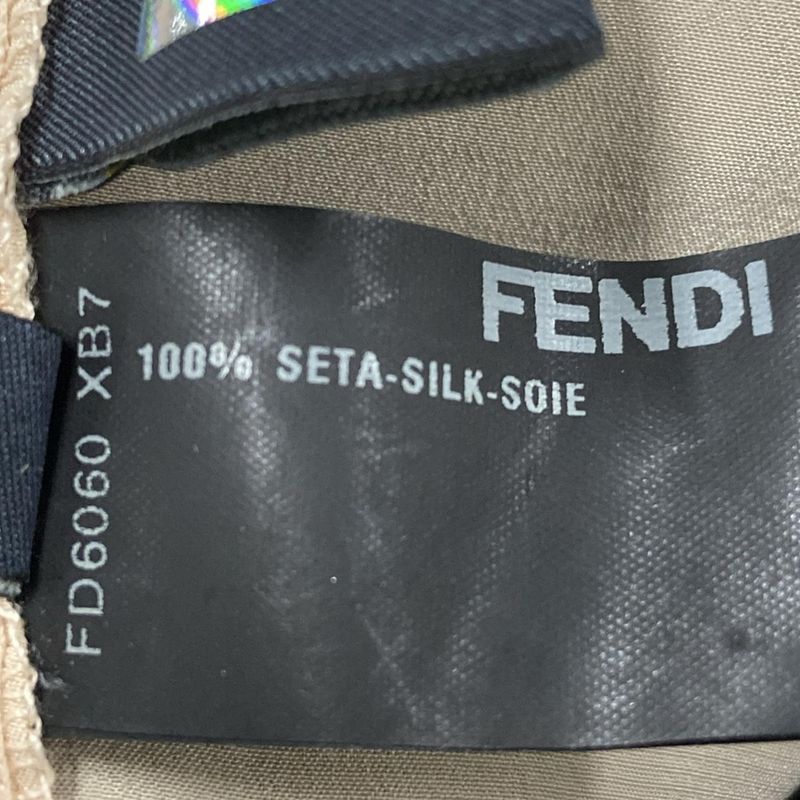 FENDI
100% SETA-SILK-SOIE
FD6060 XB7